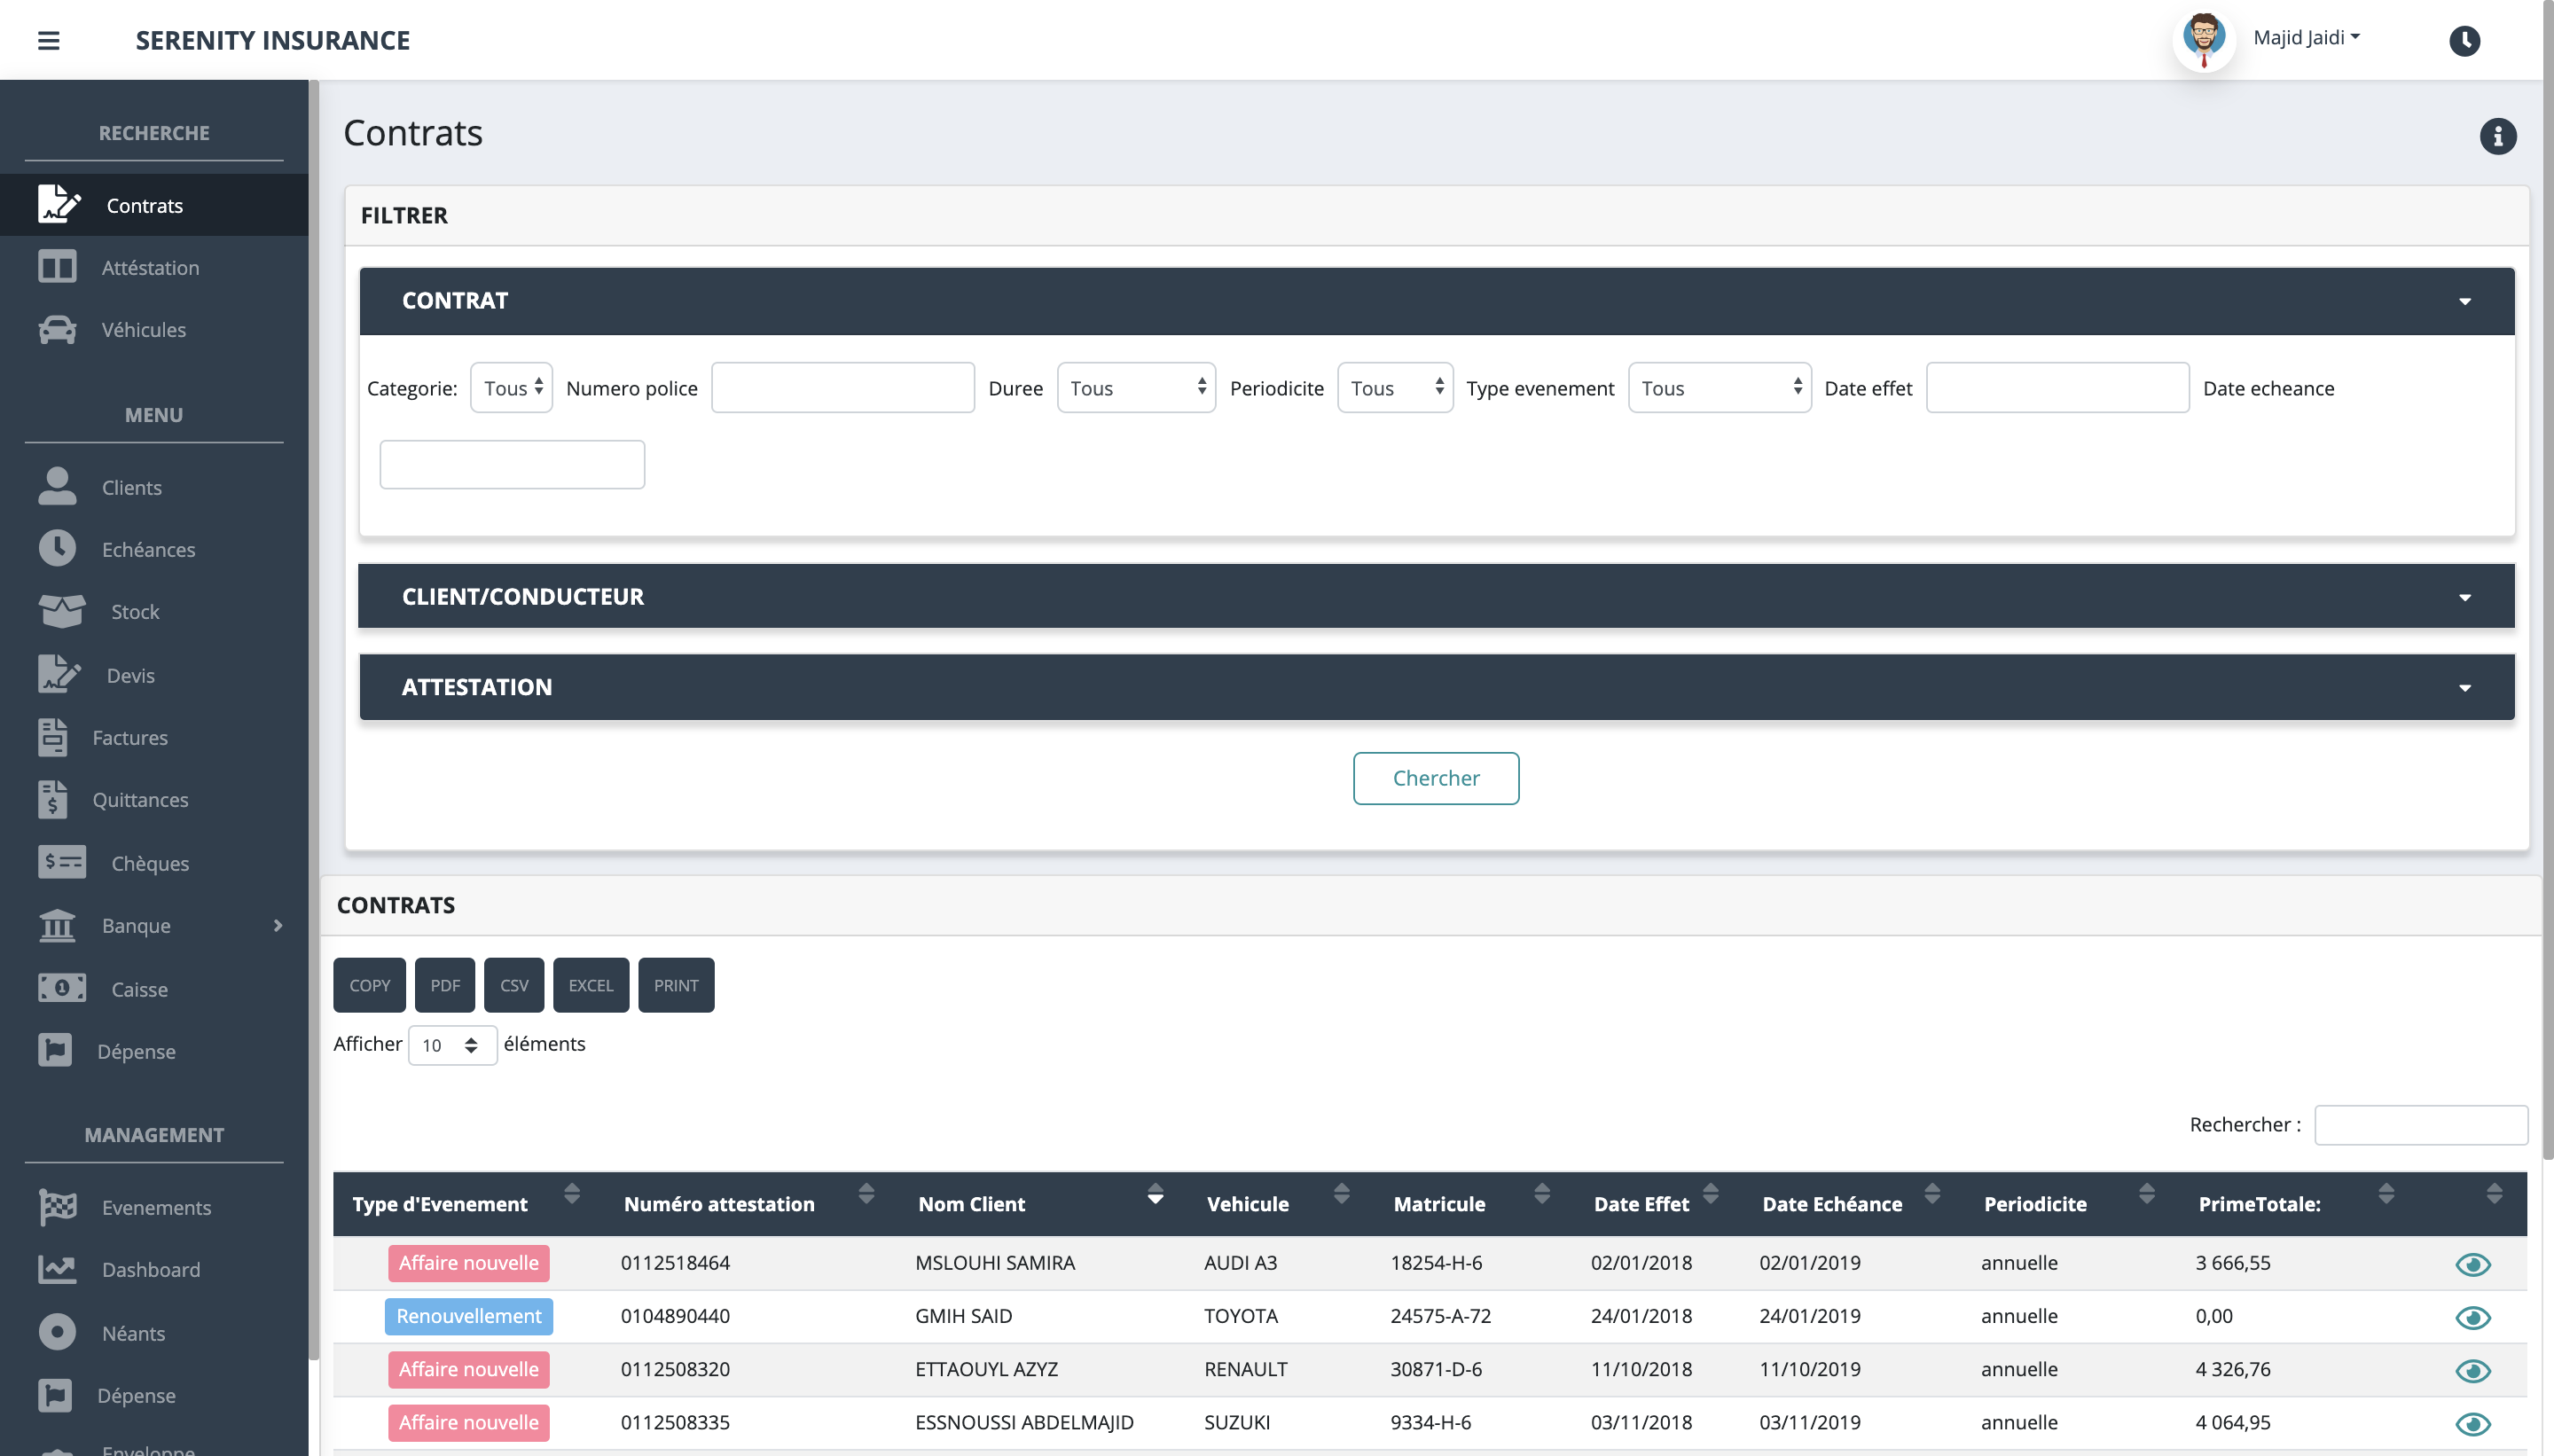 SERENITY INSURANCE
Majid Jaidi
RECHERCHE
Contrats
Attéstation
Véhicules
MENU
Clients
Echéances
Stock
Devis
Factures
Quittances
Chèques
Banque
Caisse
Dépense
MANAGEMENT
Evenements
Dashboard
Néants
Dépense
Enveloppe
Contrats
FILTRER
CONTRAT
Categorie: Tous Numero police Duree Tous Periodicite Tous Type evenement Tous Date effet Date echeance
CLIENT/CONDUCTEUR
ATTESTATION
Chercher
CONTRATS
COPY PDF CSV EXCEL PRINT
Afficher 10 éléments
Rechercher :
Type d'Evenement Numéro attestation Nom Client Vehicule Matricule Date Effet Date Echéance Periodicite PrimeTotale:
Affaire nouvelle 0112518464 MSLOUHI SAMIRA AUDI A3 18254-H-6 02/01/2018 02/01/2019 annuelle 3 666,55
Renouvellement 0104890440 GMIH SAID TOYOTA 24575-A-72 24/01/2018 24/01/2019 annuelle 0,00
Affaire nouvelle 0112508320 ETTAOUYL AZYZ RENAULT 30871-D-6 11/10/2018 11/10/2019 annuelle 4 326,76
Affaire nouvelle 0112508335 ESSNOUSSI ABDELMAJID SUZUKI 9334-H-6 03/11/2018 03/11/2019 annuelle 4 064,95